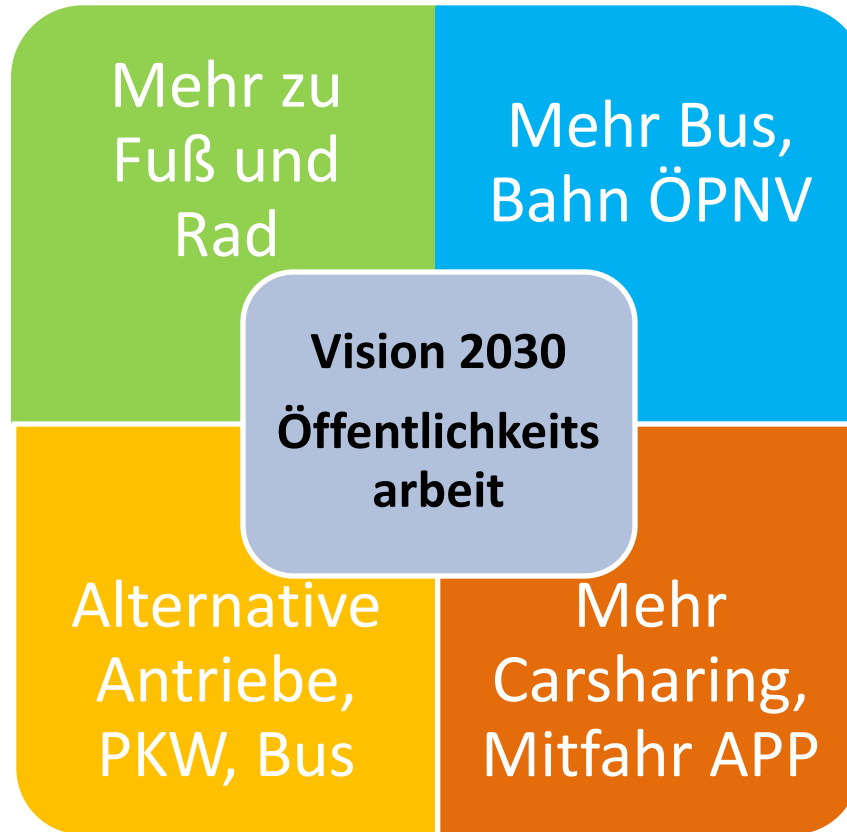 Mehr zu
Fuß und
Rad
Mehr Bus,
Bahn ÖPNV
Vision 2030
Öffentlichkeits
arbeit
Alternative
Antriebe,
PKW, Bus
Mehr
Carsharing,
Mitfahr APP